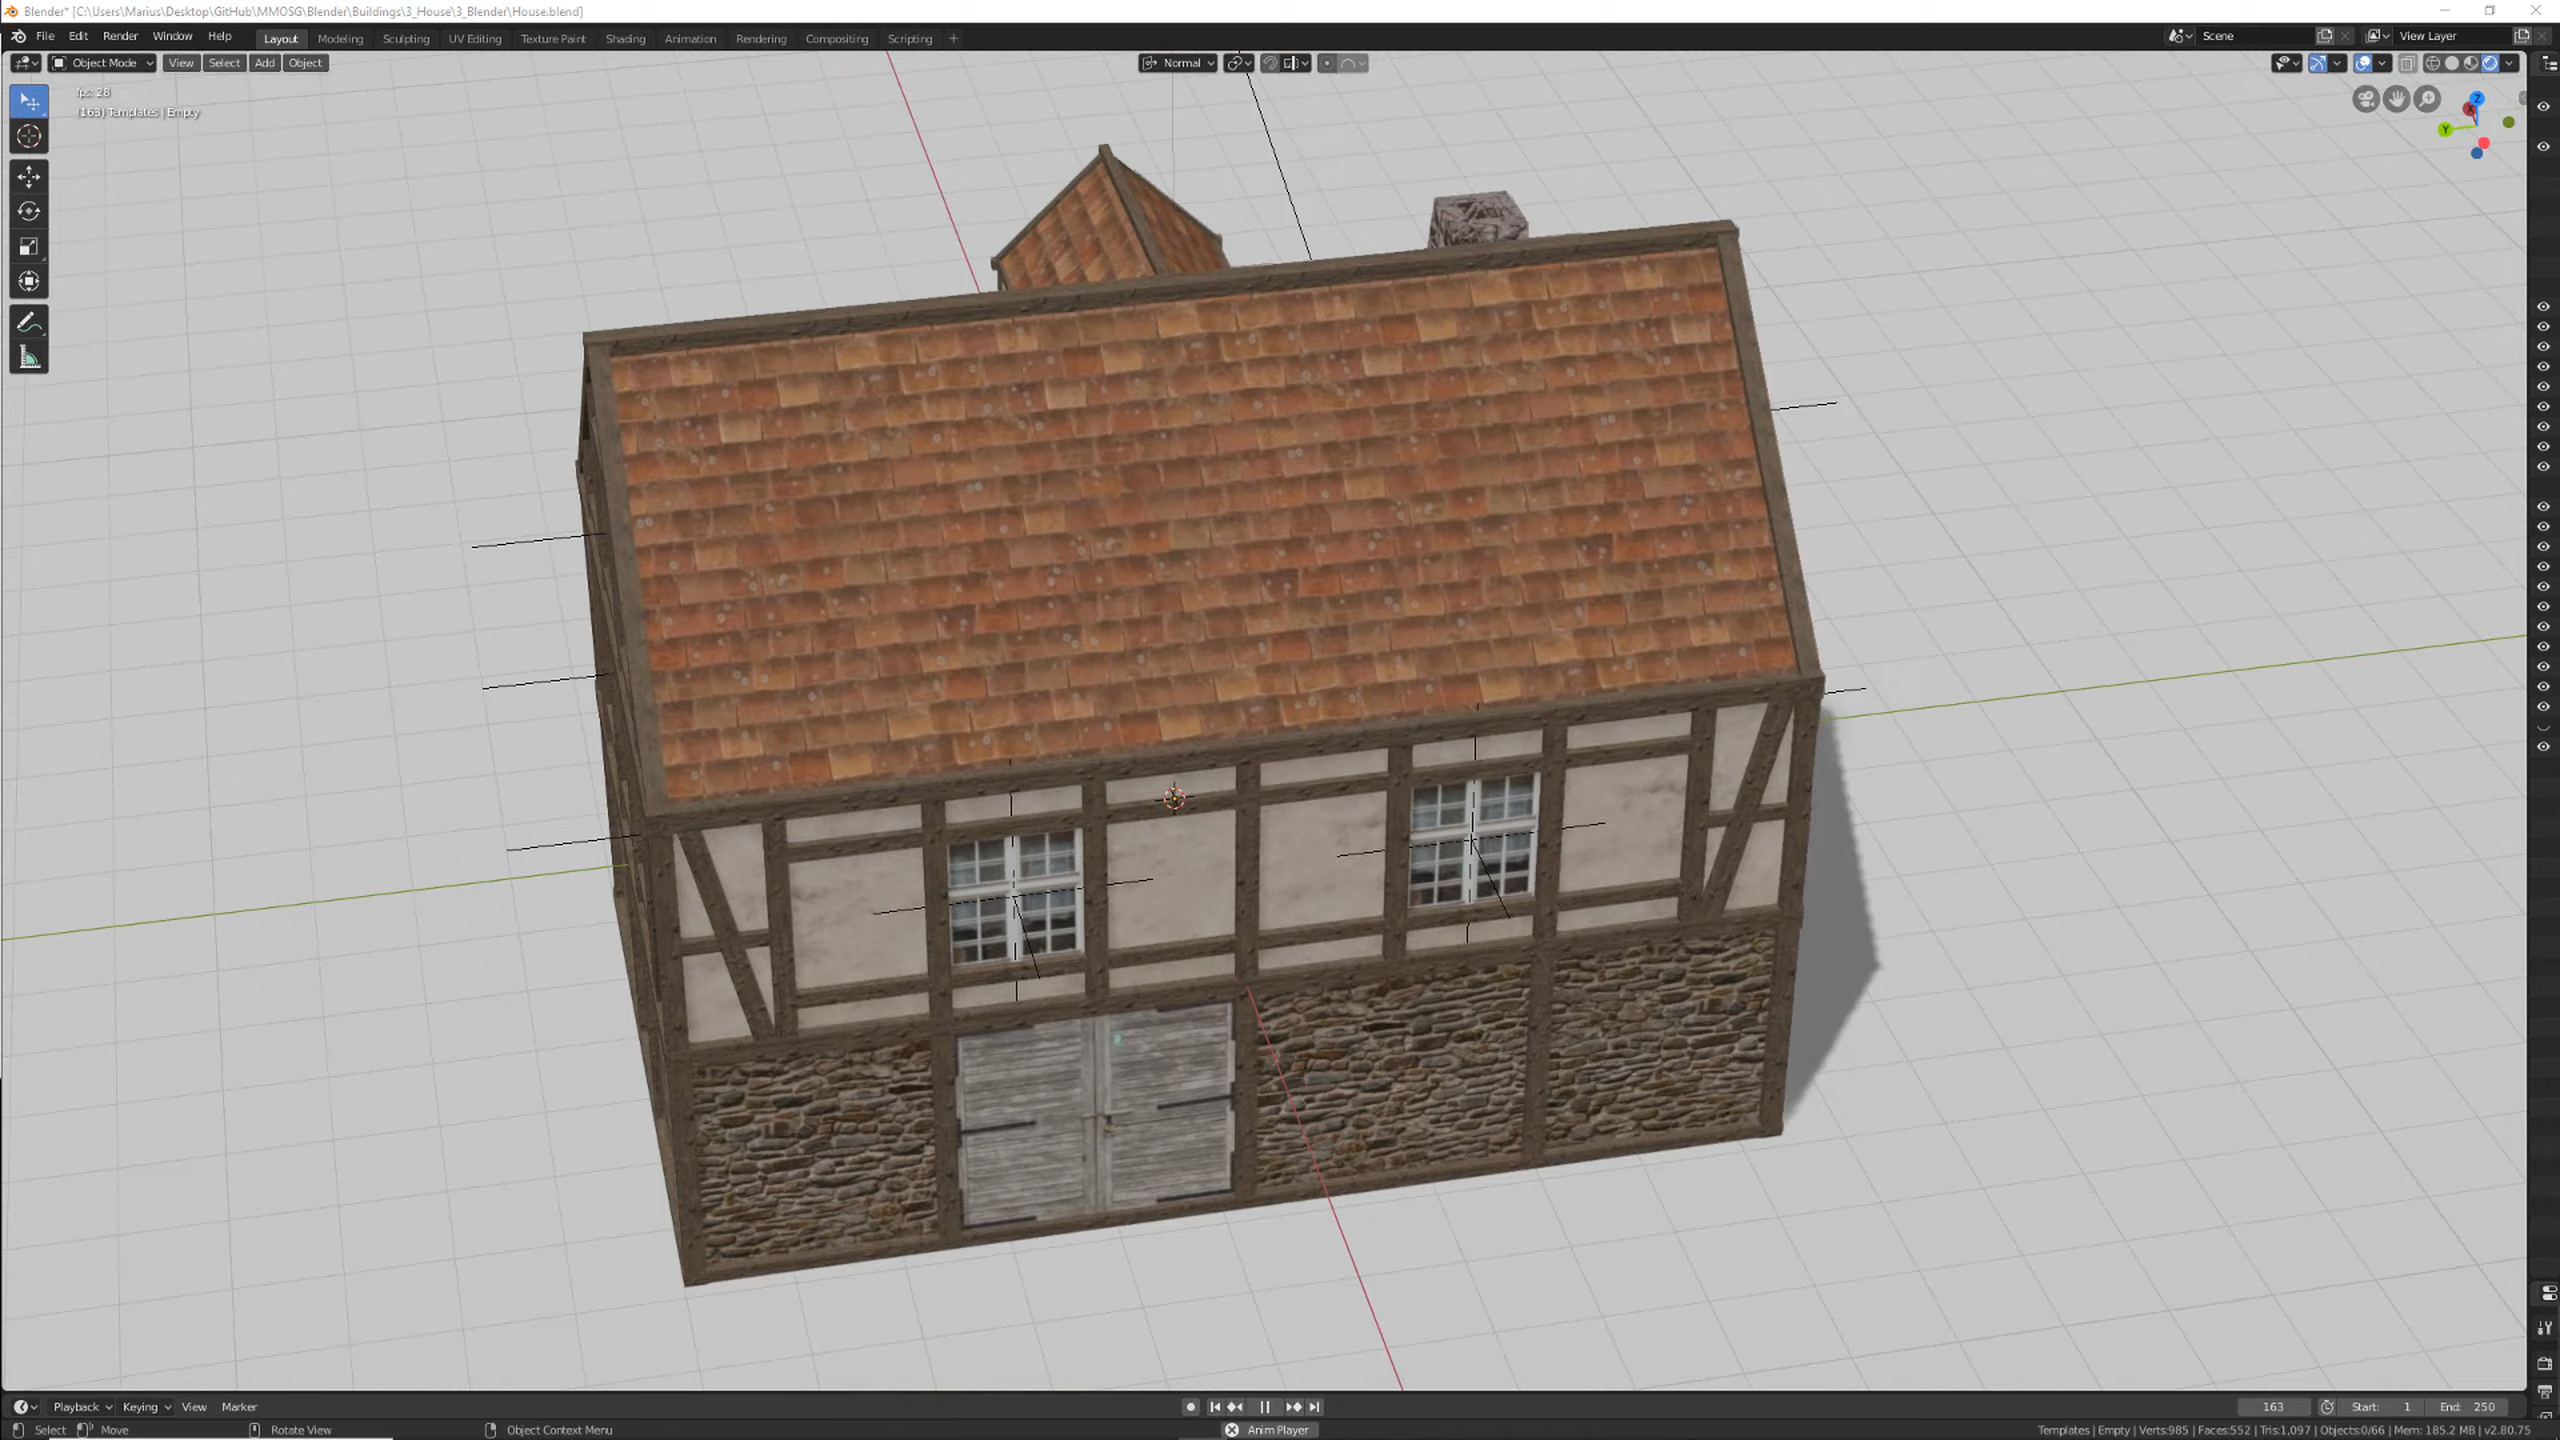 Blender* [C:\Users\Marius\Desktop\GitHub\MMOSG\Blender\Buildings\3_House\3_Blender\House.blend]
File Edit Render Window Help Layout Modeling Sculpting UV Editing Texture Paint Shading Animation Rendering Compositing Scripting + Scene View Layer
Object Mode View Select Add Object Normal
fps: 28
(163) Templates | Empty
Z
X
Y
Playback Keying View Marker 163 Start: 1 End: 250
Select Move Rotate View Object Context Menu Anim Player Templates | Empty | Verts:985 | Faces:552 | Tris:1,097 | Objects:0/66 | Mem: 185.2 MB | v2.80.75